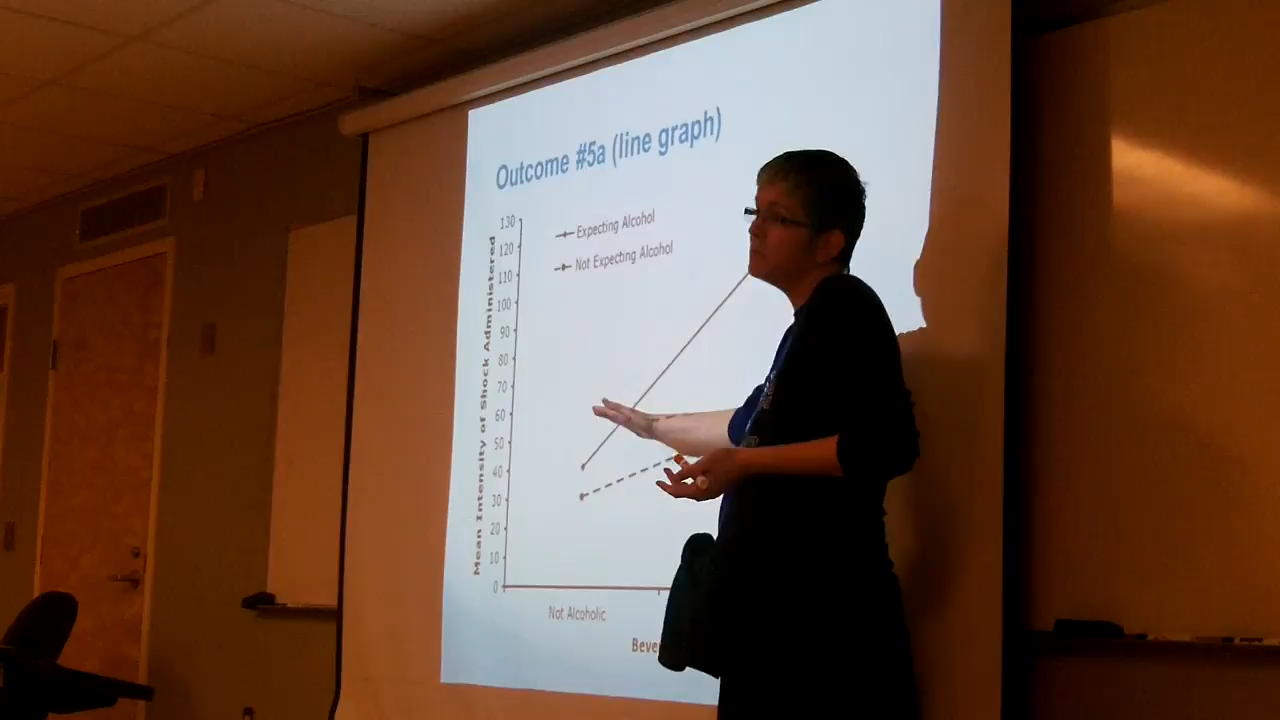 Outcome #5a (line graph)
Expecting Alcohol
Not Expecting Alcohol
Mean Intensity of Shock Administered
130
120
110
100
90
80
70
60
50
40
30
20
10
0
Not Alcoholic
Beve